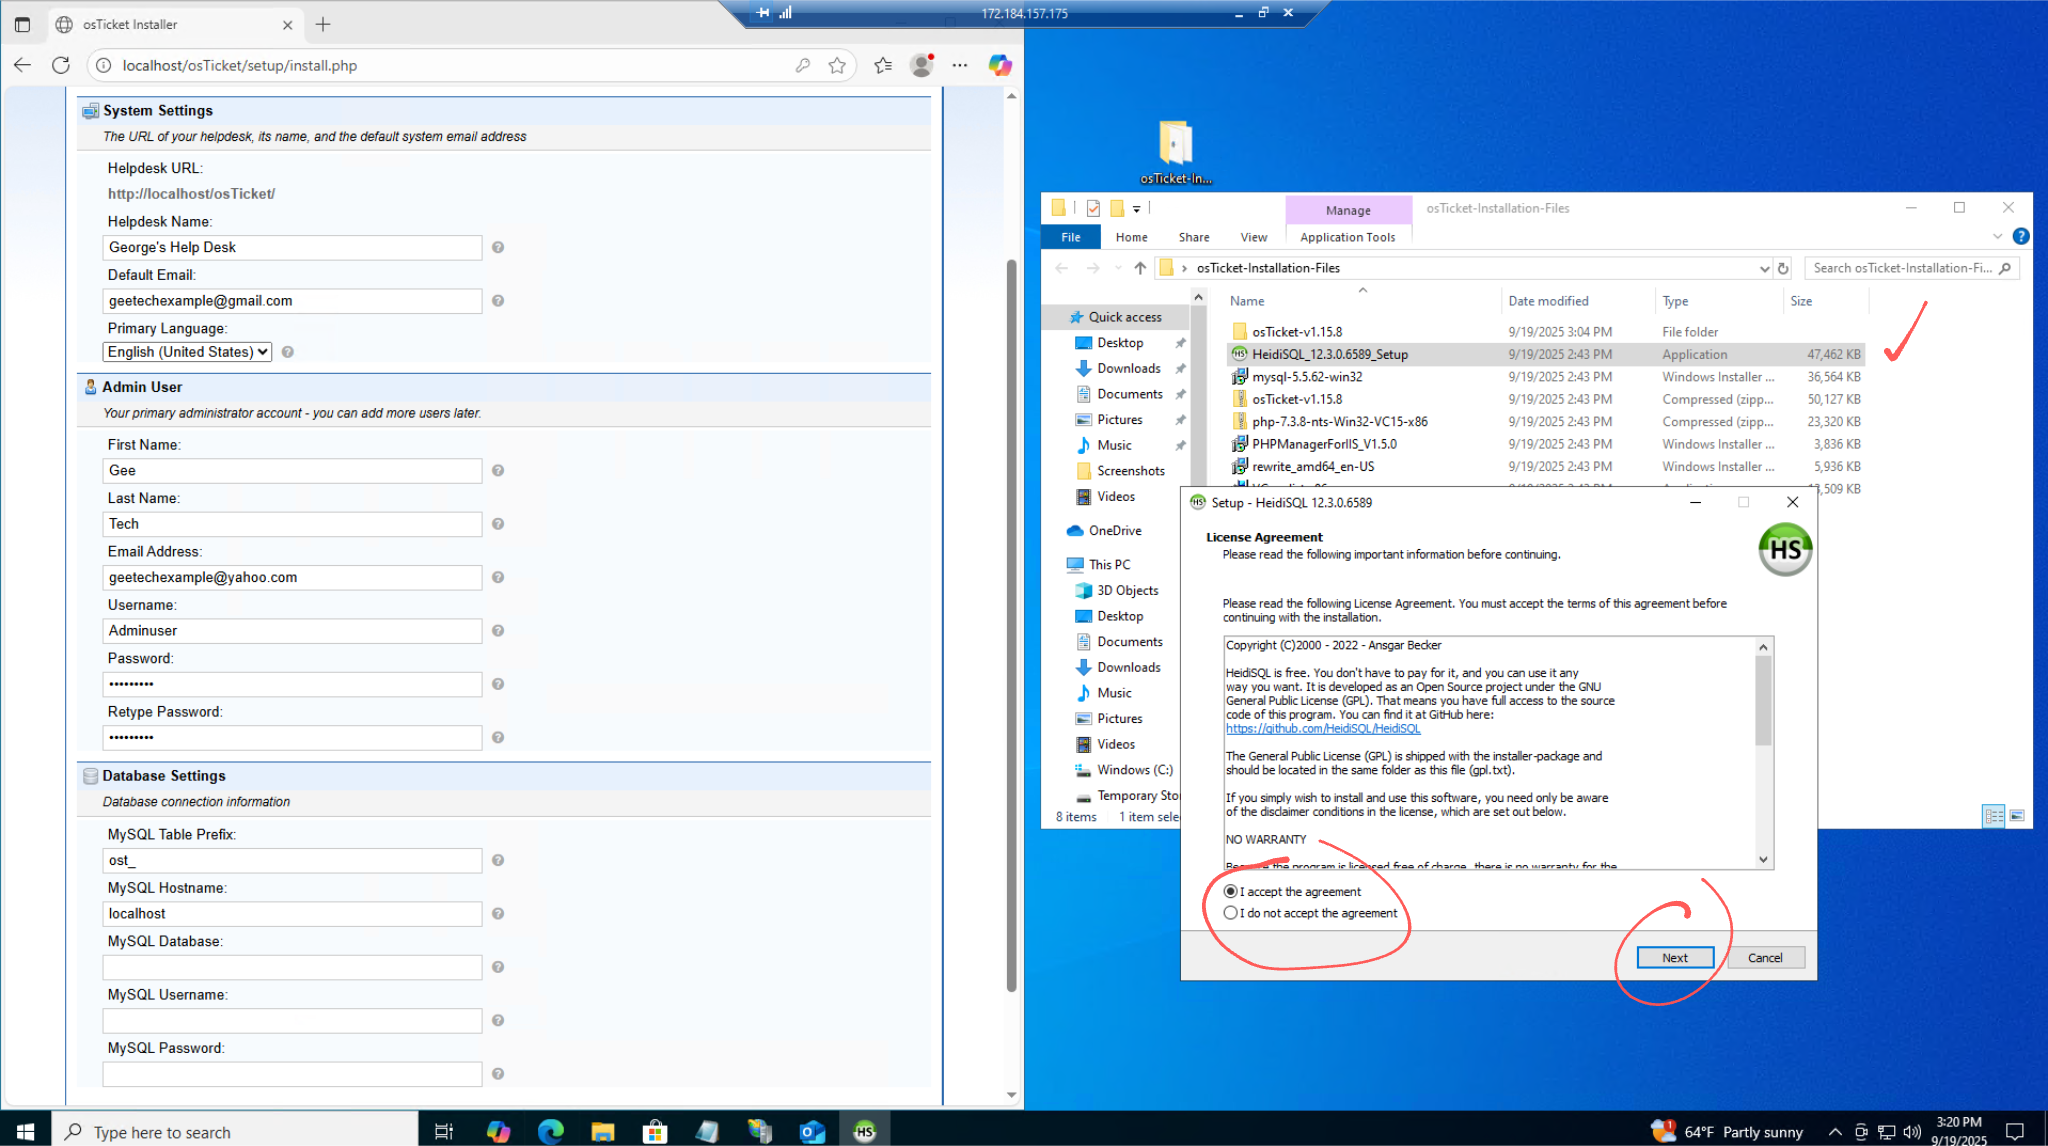 osTicket Installer
172.184.157.175
localhost/osTicket/setup/install.php
System Settings
The URL of your helpdesk, its name, and the default system email address
Helpdesk URL:
http://localhost/osTicket/
Helpdesk Name:
George's Help Desk
Default Email:
geetechexample@gmail.com
Primary Language:
English (United States)
Admin User
Your primary administrator account - you can add more users later.
First Name:
Gee
Last Name:
Tech
Email Address:
geetechexample@yahoo.com
Username:
Adminuser
Password:
•••••••••
Retype Password:
•••••••••
Database Settings
Database connection information
MySQL Table Prefix:
ost_
MySQL Hostname:
localhost
MySQL Database:
MySQL Username:
MySQL Password:
osTicket-In...
Manage
osTicket-Installation-Files
File Home Share View Application Tools
osTicket-Installation-Files
Search osTicket-Installation-Fi...
Name Date modified Type Size
osTicket-v1.15.8 9/19/2025 3:04 PM File folder
HeidiSQL_12.3.0.6589_Setup 9/19/2025 2:43 PM Application 47,462 KB
mysql-5.5.62-win32 9/19/2025 2:43 PM Windows Installer ... 36,564 KB
osTicket-v1.15.8 9/19/2025 2:43 PM Compressed (zipp... 50,127 KB
php-7.3.8-nts-Win32-VC15-x86 9/19/2025 2:43 PM Compressed (zipp... 23,320 KB
PHPManagerForIIS_V1.5.0 9/19/2025 2:43 PM Windows Installer ... 3,836 KB
rewrite_amd64_en-US 9/19/2025 2:43 PM Windows Installer ... 5,936 KB
Quick access
Desktop
Downloads
Documents
Pictures
Music
Screenshots
Videos
OneDrive
This PC
3D Objects
Desktop
Documents
Downloads
Music
Pictures
Videos
Windows (C:)
Temporary Sto
8 items 1 item sele
HS Setup - HeidiSQL 12.3.0.6589
License Agreement
Please read the following important information before continuing.
HS
Please read the following License Agreement. You must accept the terms of this agreement before
continuing with the installation.
Copyright (C)2000 - 2022 - Ansgar Becker
HeidiSQL is free. You don't have to pay for it, and you can use it any
way you want. It is developed as an Open Source project under the GNU
General Public License (GPL). That means you have full access to the source
code of this program. You can find it at GitHub here:
https://github.com/HeidiSQL/HeidiSQL
The General Public License (GPL) is shipped with the installer-package and
should be located in the same folder as this file (gpl.txt).
If you simply wish to install and use this software, you need only be aware
of the disclaimer conditions in the license, which are set out below.
NO WARRANTY
the program is licensed free of charge, there is no warranty for the
I accept the agreement
I do not accept the agreement
Next Cancel
Type here to search
HS
64°F Partly sunny
3:20 PM
9/19/2025